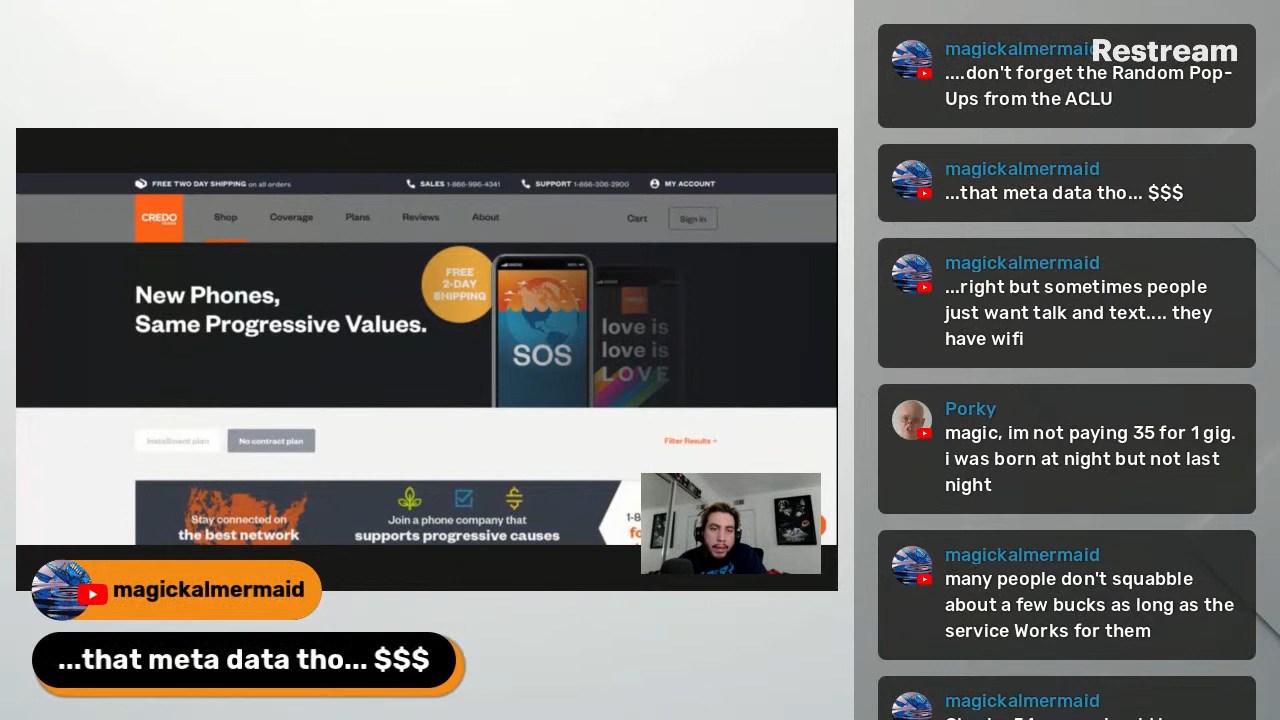 FREE TWO DAY SHIPPING on all orders
SALES 1-866-996-4341
SUPPORT 1-866-306-2900
MY ACCOUNT
CREDO
Shop
Coverage
Plans
Reviews
About
Cart
Sign in
New Phones,
Same Progressive Values.
FREE
2-DAY
SHIPPING
SOS
love is
love is
LOVE
Installment plan
No contract plan
Filter Results +
Stay connected on
the best network
Join a phone company that
supports progressive causes
1-8
fo
magickalmermaid
...that meta data tho... $$$
Restream
magickalmermaid
....don't forget the Random Pop-
Ups from the ACLU
magickalmermaid
...that meta data tho... $$$
magickalmermaid
...right but sometimes people
just want talk and text.... they
have wifi
Porky
magic, im not paying 35 for 1 gig.
i was born at night but not last
night
magickalmermaid
many people don't squabble
about a few bucks as long as the
service Works for them
magickalmermaid